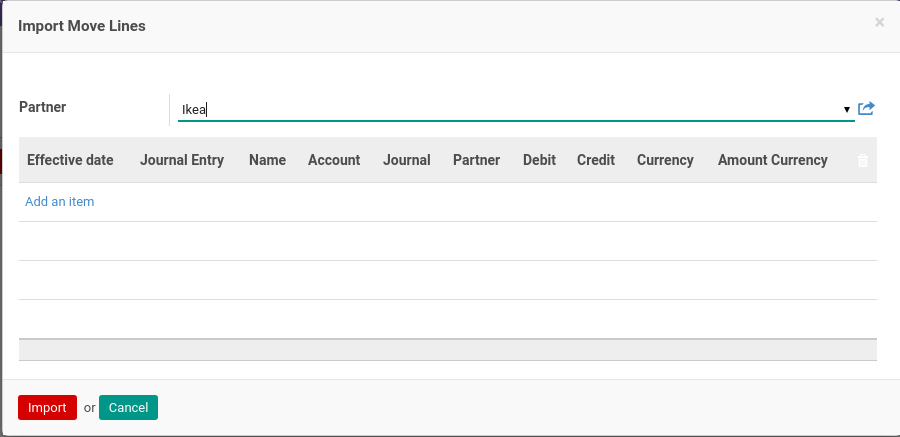 Import Move Lines ×
Partner Ikea
Effective date Journal Entry Name Account Journal Partner Debit Credit Currency Amount Currency
Add an item
Import or Cancel